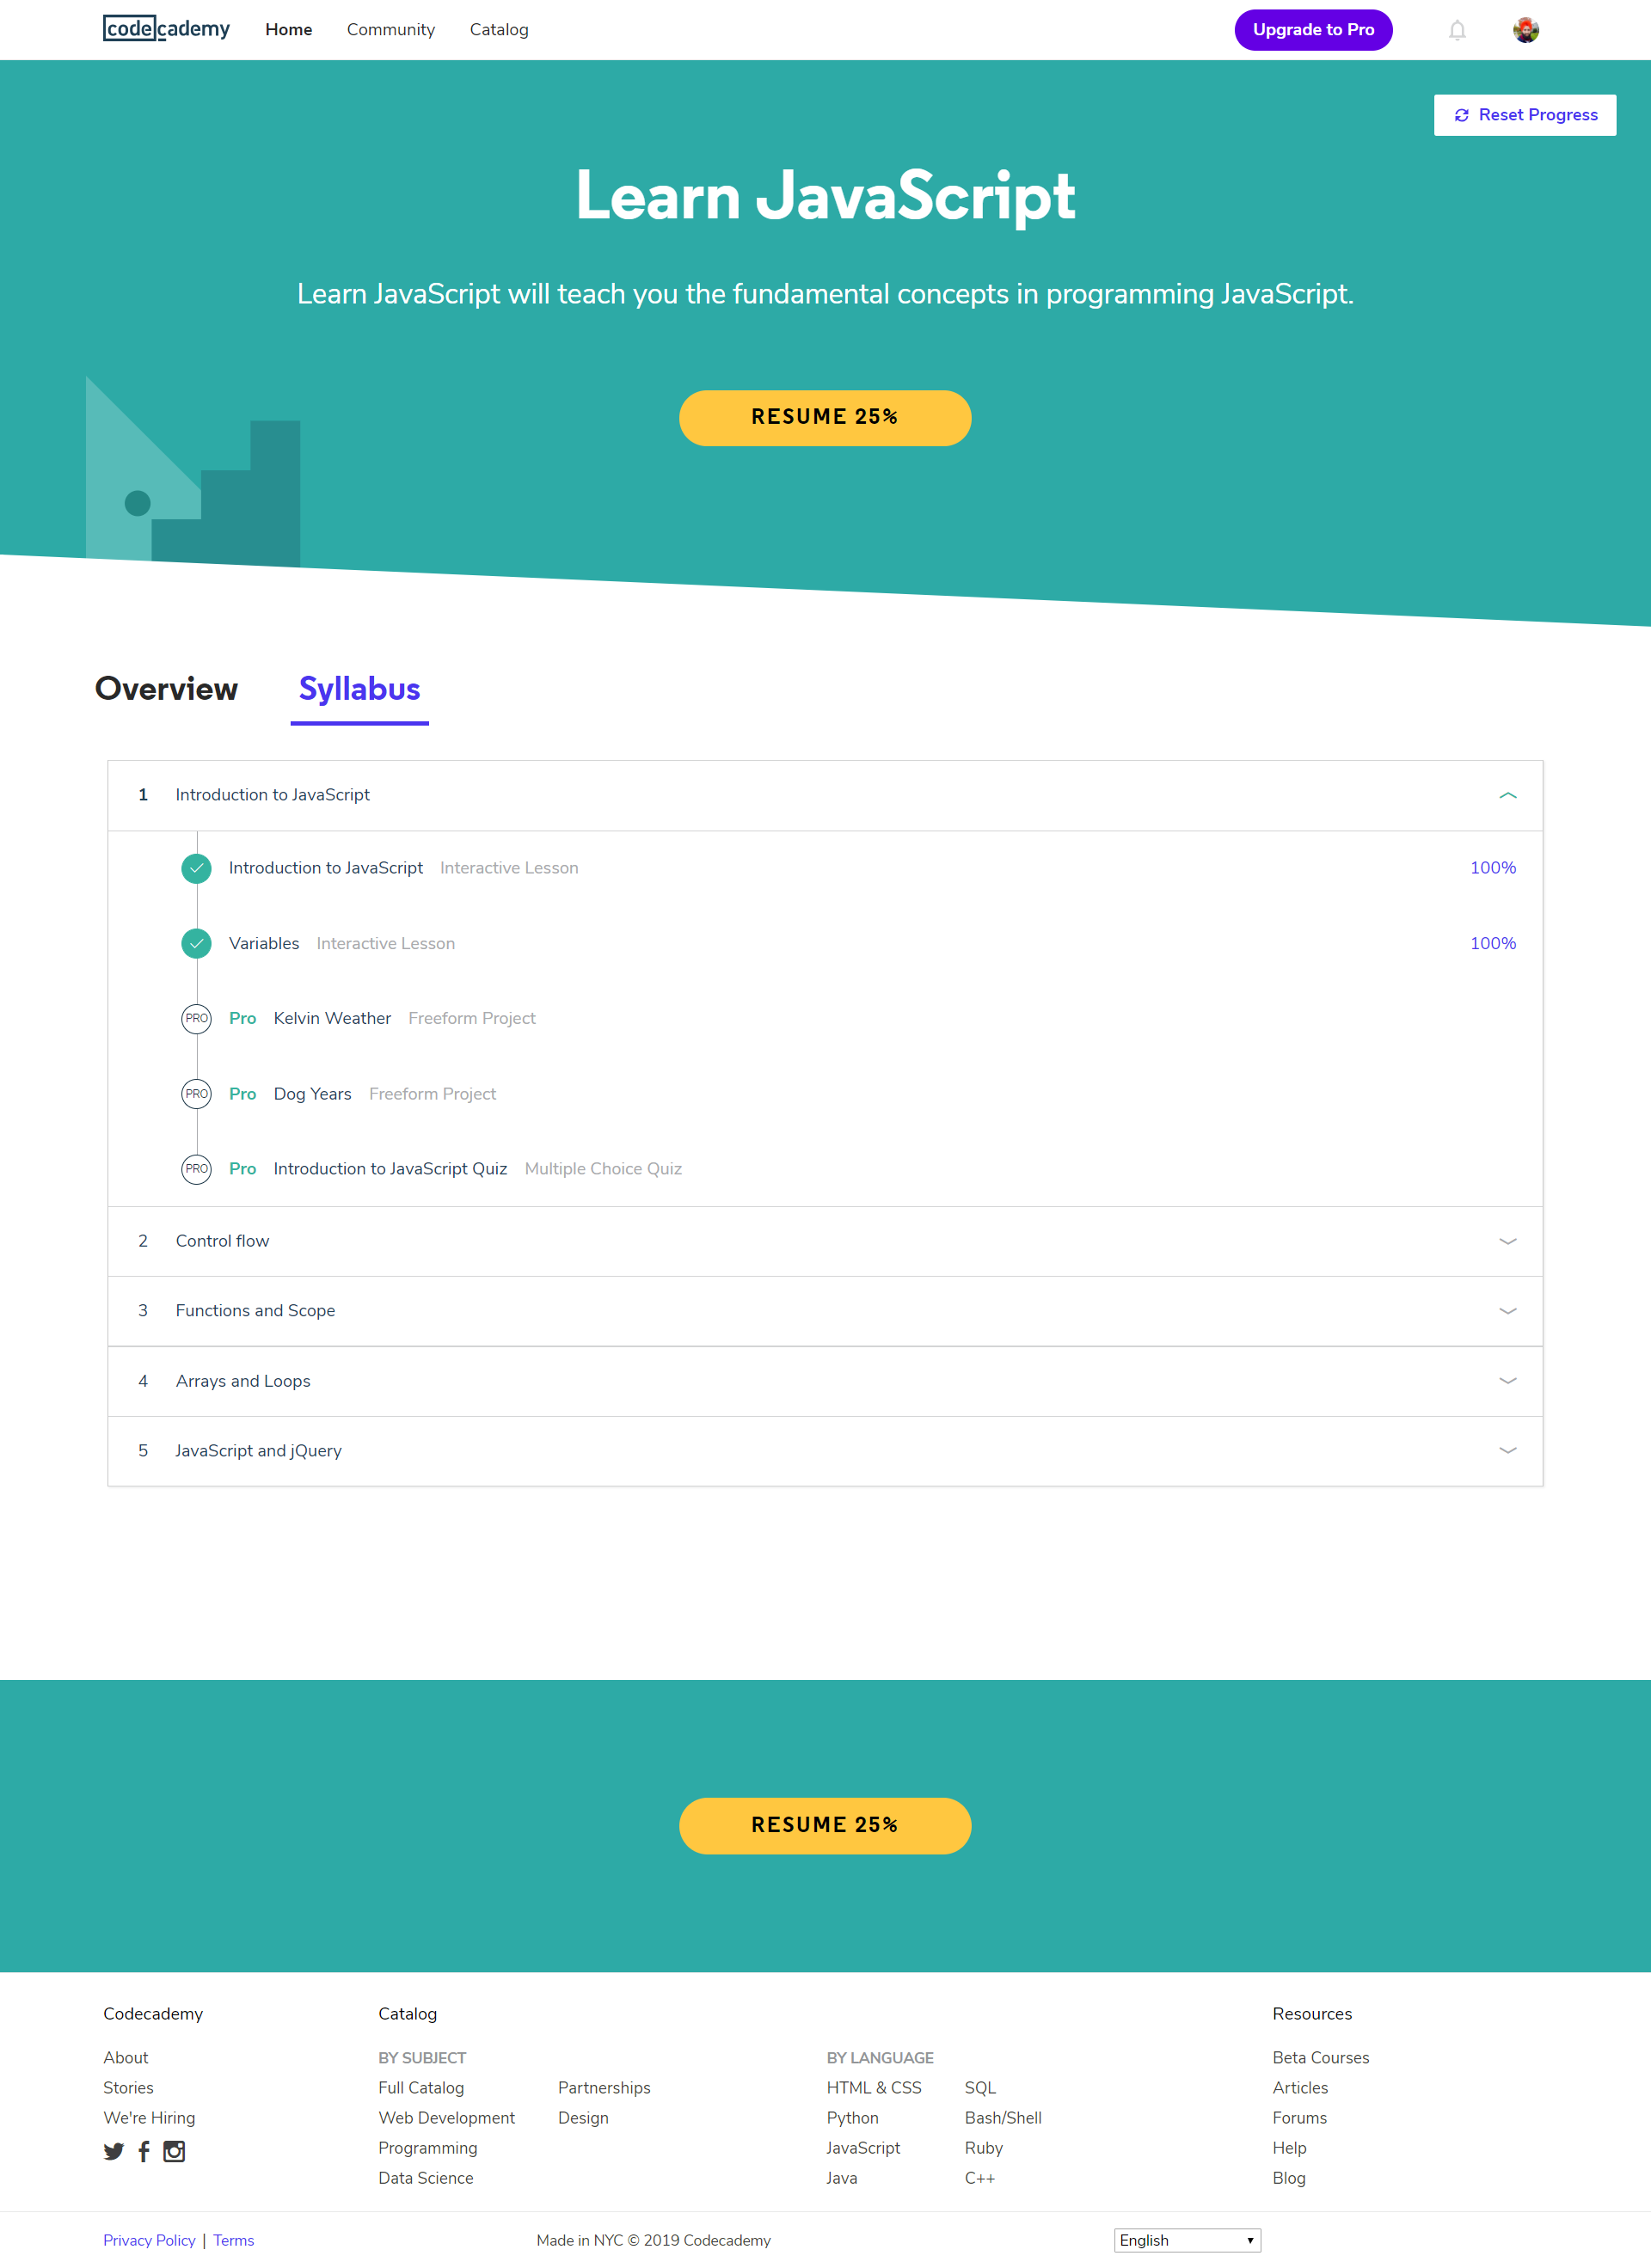 codecademy Home Community Catalog Upgrade to Pro
Reset Progress
Learn JavaScript
Learn JavaScript will teach you the fundamental concepts in programming JavaScript.
RESUME 25%
Overview Syllabus
1 Introduction to JavaScript
Introduction to JavaScript Interactive Lesson 100%
Variables Interactive Lesson 100%
PRO Pro Kelvin Weather Freeform Project
PRO Pro Dog Years Freeform Project
PRO Pro Introduction to JavaScript Quiz Multiple Choice Quiz
2 Control flow
3 Functions and Scope
4 Arrays and Loops
5 JavaScript and jQuery
RESUME 25%
Codecademy
About
Stories
We're Hiring
Catalog
BY SUBJECT
Full Catalog
Web Development
Programming
Data Science
Partnerships
Design
BY LANGUAGE
HTML & CSS
Python
JavaScript
Java
SQL
Bash/Shell
Ruby
C++
Resources
Beta Courses
Articles
Forums
Help
Blog
Privacy Policy | Terms
Made in NYC © 2019 Codecademy
English